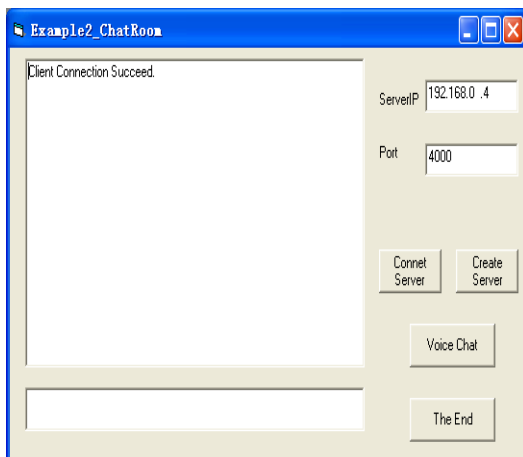 Example2_ChatRoom
Client Connection Succeed.
ServerIP 192.168.0 .4
Port 4000
Connet
Server
Create
Server
Voice Chat
The End